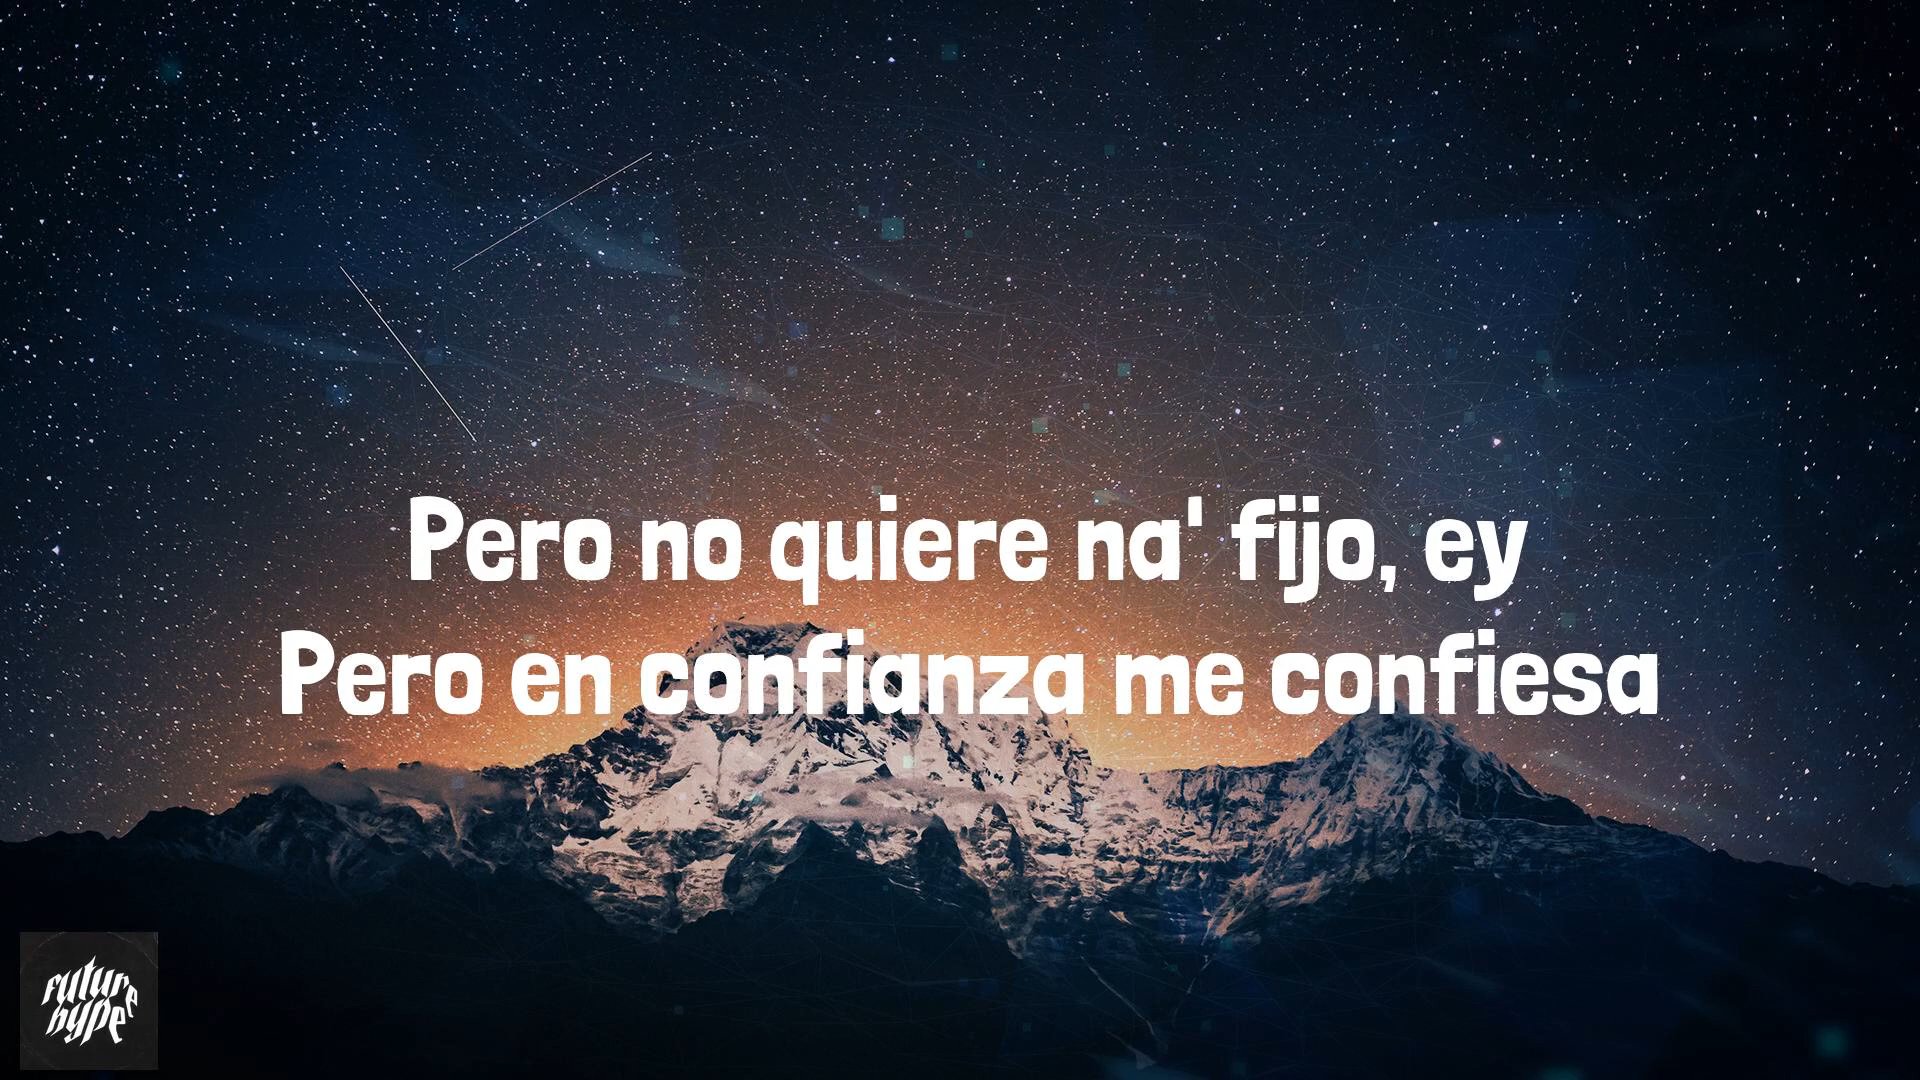 Pero no quiere na' fijo, ey
Pero en confianza me confiesa
future
hype